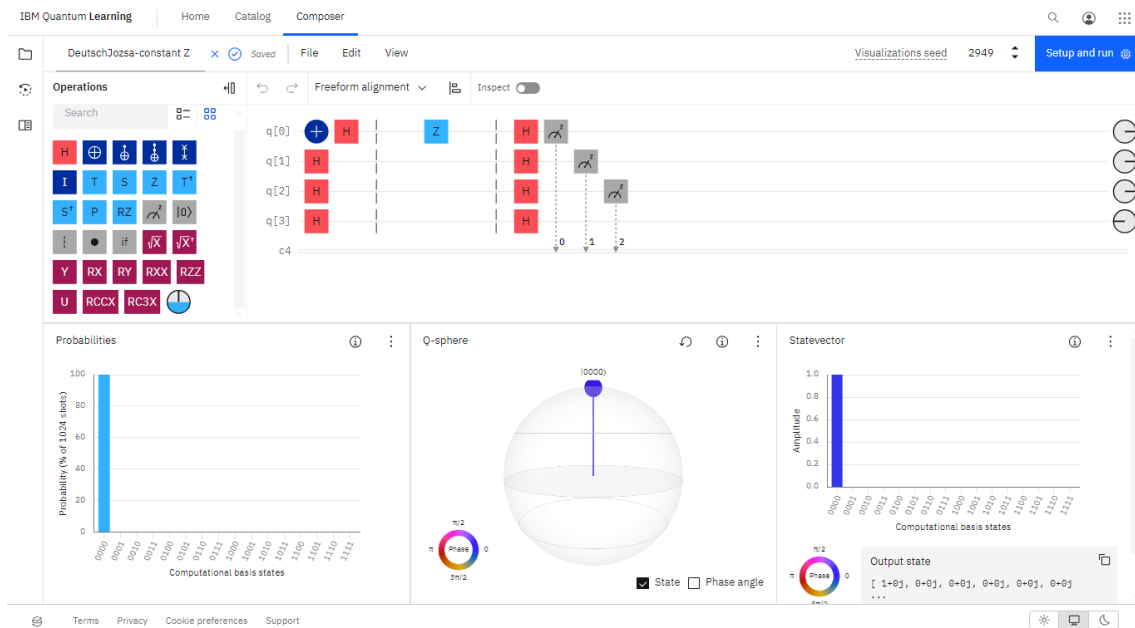 IBM Quantum Learning Home Catalog Composer
DeutschJozsa-constant Z Saved File Edit View Visualizations seed 2949 Setup and run
Operations Freeform alignment Inspect
Search
H T S Z T†
I
S† P RZ z |0⟩
if √X √X†
Y RX RY RXX RZZ
U RCCX RC3X
q[0] H Z H z
q[1] H H z
q[2] H H z
q[3] H H
0 1 2
c4
Probabilities
Probability (% of 1024 shots)
100
80
60
40
20
0
0000 0001 0010 0011 0100 0101 0110 0111 1000 1001 1010 1011 1100 1101 1110 1111
Computational basis states
Q-sphere
|0000⟩
π/2
π Phase 0
3π/2
State Phase angle
Statevector
Amplitude
1.0
0.8
0.6
0.4
0.2
0.0
0000 0001 0010 0011 0100 0101 0110 0111 1000 1001 1010 1011 1100 1101 1110 1111
Computational basis states
π/2
π Phase 0
3π/2
Output state
[ 1+0j, 0+0j, 0+0j, 0+0j, 0+0j, 0+0j
...
Terms Privacy Cookie preferences Support